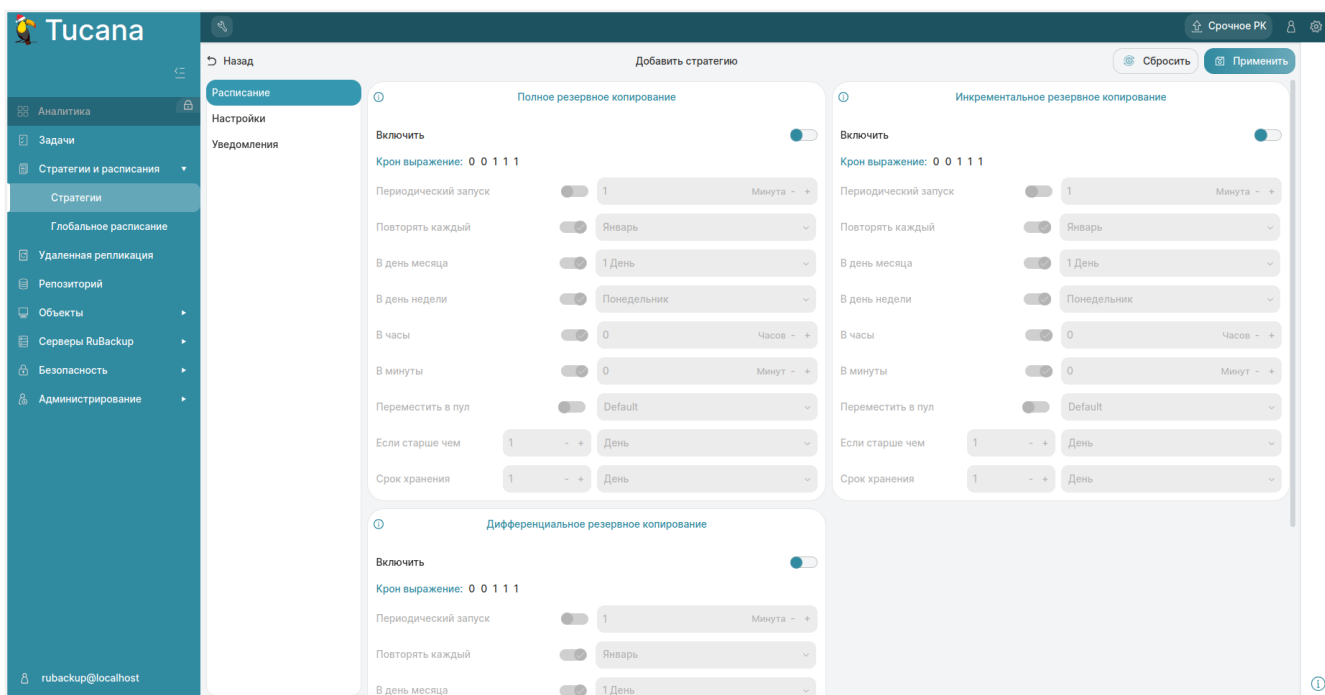 Tucana
Срочное РК
Назад
Добавить стратегию
Сбросить
Применить
Аналитика
Задачи
Стратегии и расписания
Стратегии
Глобальное расписание
Удаленная репликация
Репозиторий
Объекты
Серверы RuBackup
Безопасность
Администрирование
rubackup@localhost
Расписание
Настройки
Уведомления
Полное резервное копирование
Включить
Крон выражение: 0 0 1 1 1
Периодический запуск 1 Минута - +
Повторять каждый Январь
В день месяца 1 День
В день недели Понедельник
В часы 0 Часов - +
В минуты 0 Минут - +
Переместить в пул Default
Если старше чем 1 - + День
Срок хранения 1 - + День
Инкрементальное резервное копирование
Включить
Крон выражение: 0 0 1 1 1
Периодический запуск 1 Минута - +
Повторять каждый Январь
В день месяца 1 День
В день недели Понедельник
В часы 0 Часов - +
В минуты 0 Минут - +
Переместить в пул Default
Если старше чем 1 - + День
Срок хранения 1 - + День
Дифференциальное резервное копирование
Включить
Крон выражение: 0 0 1 1 1
Периодический запуск 1 Минута - +
Повторять каждый Январь
В день месяца 1 День